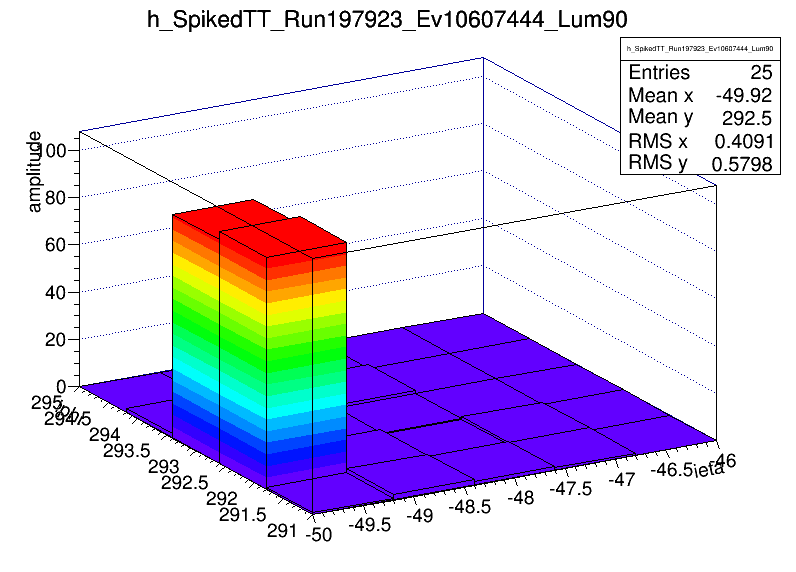 h_SpikedTT_Run197923_Ev10607444_Lum90
h_SpikedTT_Run197923_Ev10607444_Lum90
Entries 25
Mean x -49.92
Mean y 292.5
RMS x 0.4091
RMS y 0.5798
amplitude
00
80
60
40
20
0
295
294.5
294
293.5
293
292.5
292
291.5
291
-50
-49.5
-49
-48.5
-48
-47.5
-47
-46.5
-46
ieta